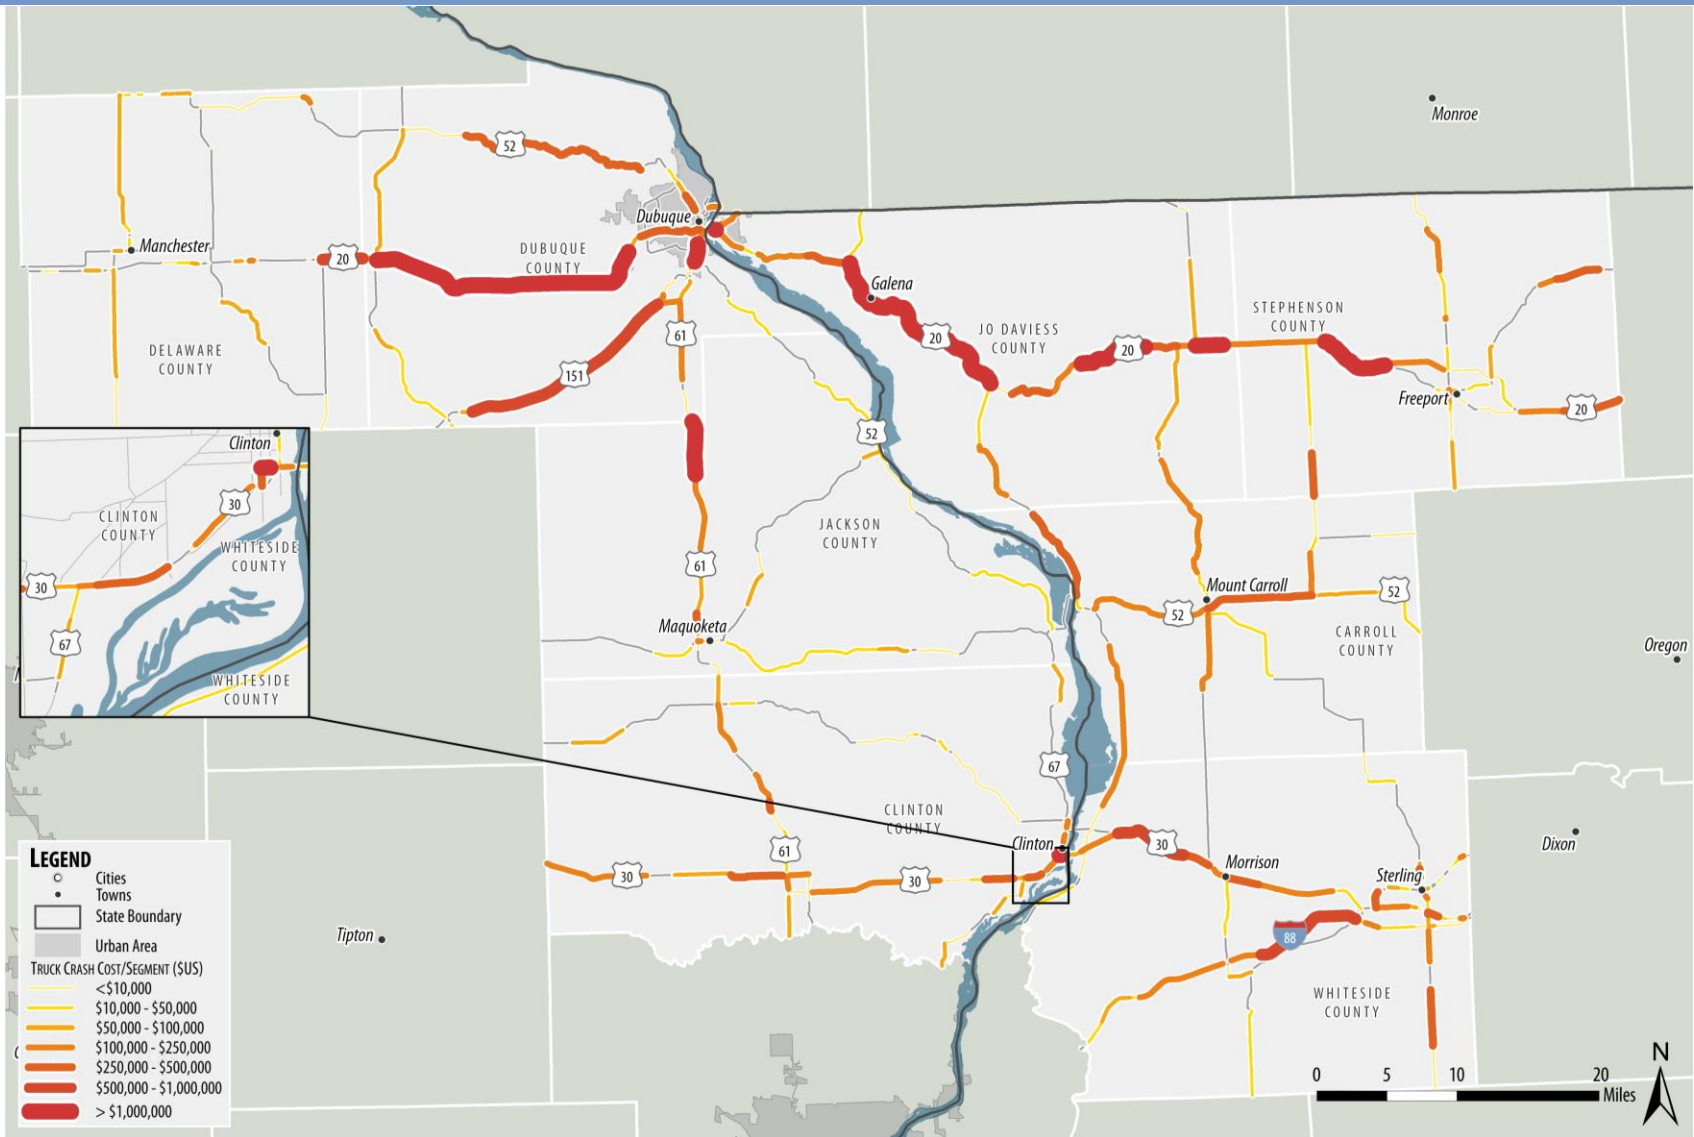 Monroe
52
Dubuque
Manchester
DUBUQUE
COUNTY
20
Galena
STEPHENSON
COUNTY
JO DAVIESS
COUNTY
20
61
20
DELAWARE
COUNTY
151
Freeport
20
52
Clinton
30
CLINTON
COUNTY
WHITESIDE
COUNTY
30
67
WHITESIDE
COUNTY
JACKSON
COUNTY
61
Mount Carroll
52
52
Maquoketa
CARROLL
COUNTY
Oregon
67
CLINTON
COUNTY
Clinton
30
Dixon
61
30
30
Morrison
Sterling
88
Tipton
WHITESIDE
COUNTY
LEGEND
Cities
Towns
State Boundary
Urban Area
TRUCK CRASH COST/SEGMENT ($US)
<$10,000
$10,000 - $50,000
$50,000 - $100,000
$100,000 - $250,000
$250,000 - $500,000
$500,000 - $1,000,000
> $1,000,000
N
0 5 10 20
Miles